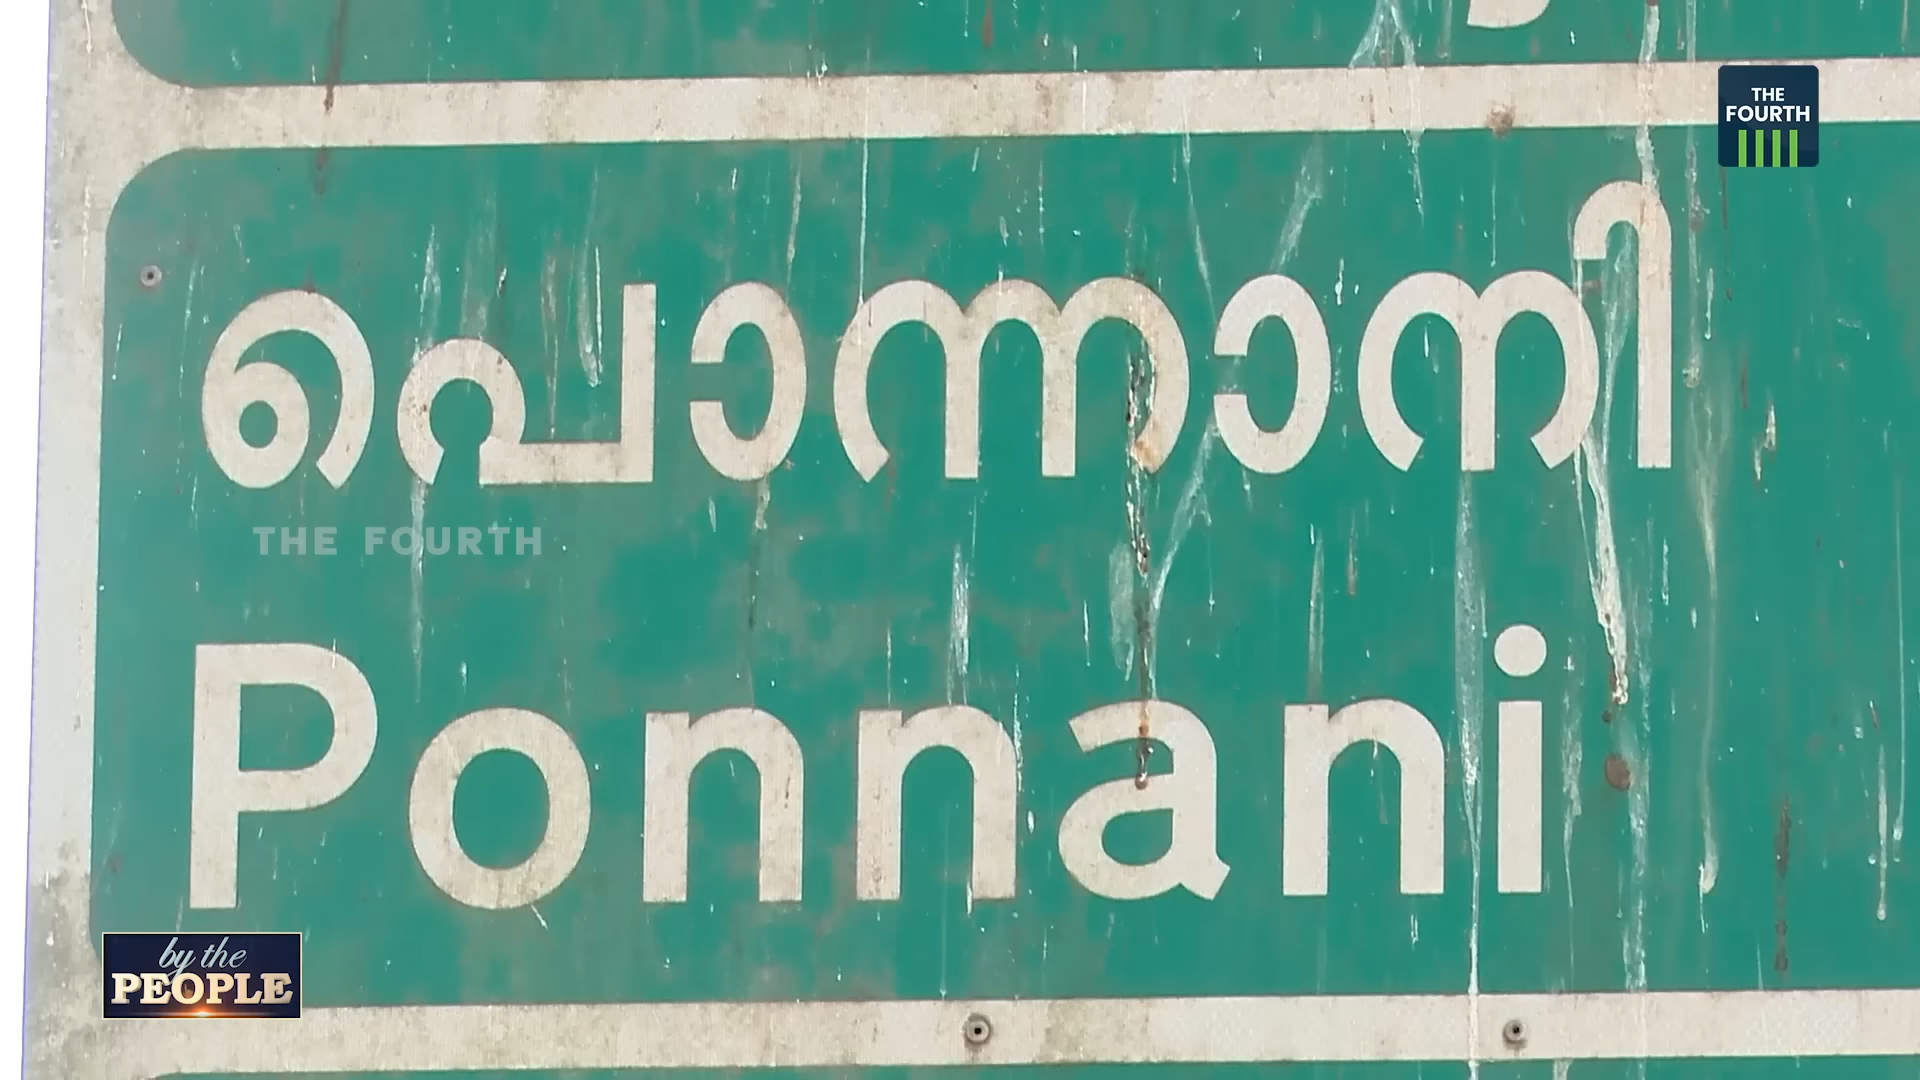 THE
FOURTH
പൊന്നാനി
THE FOURTH
Ponnani
by the
PEOPLE